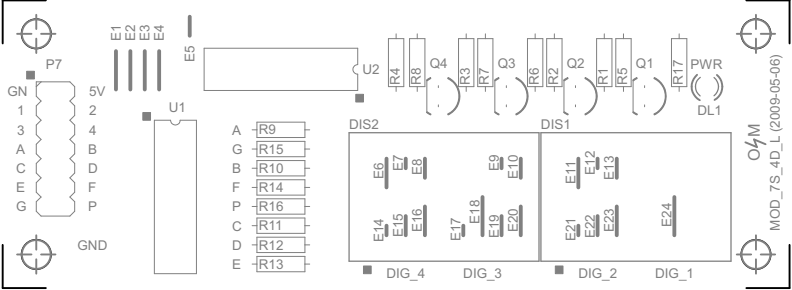 E1 E2 E3 E4
E5
P7
GN 5V
1 2
3 4
A B
C D
E F
G P
GND
U1
U2
A R9
G R15
B R10
F R14
P R16
C R11
D R12
E R13
R4 R8 Q4 R3 R7 Q3 R6 R2 Q2 R1 R5 Q1 R17 PWR
DL1
DIS2 DIS1
E6 E7 E8 E9 E10 E11 E12 E13
E14 E15 E16 E17 E18 E19 E20 E21 E22 E23 E24
DIG_4 DIG_3 DIG_2 DIG_1
MOD_7S_4D_L (2009-05-06)